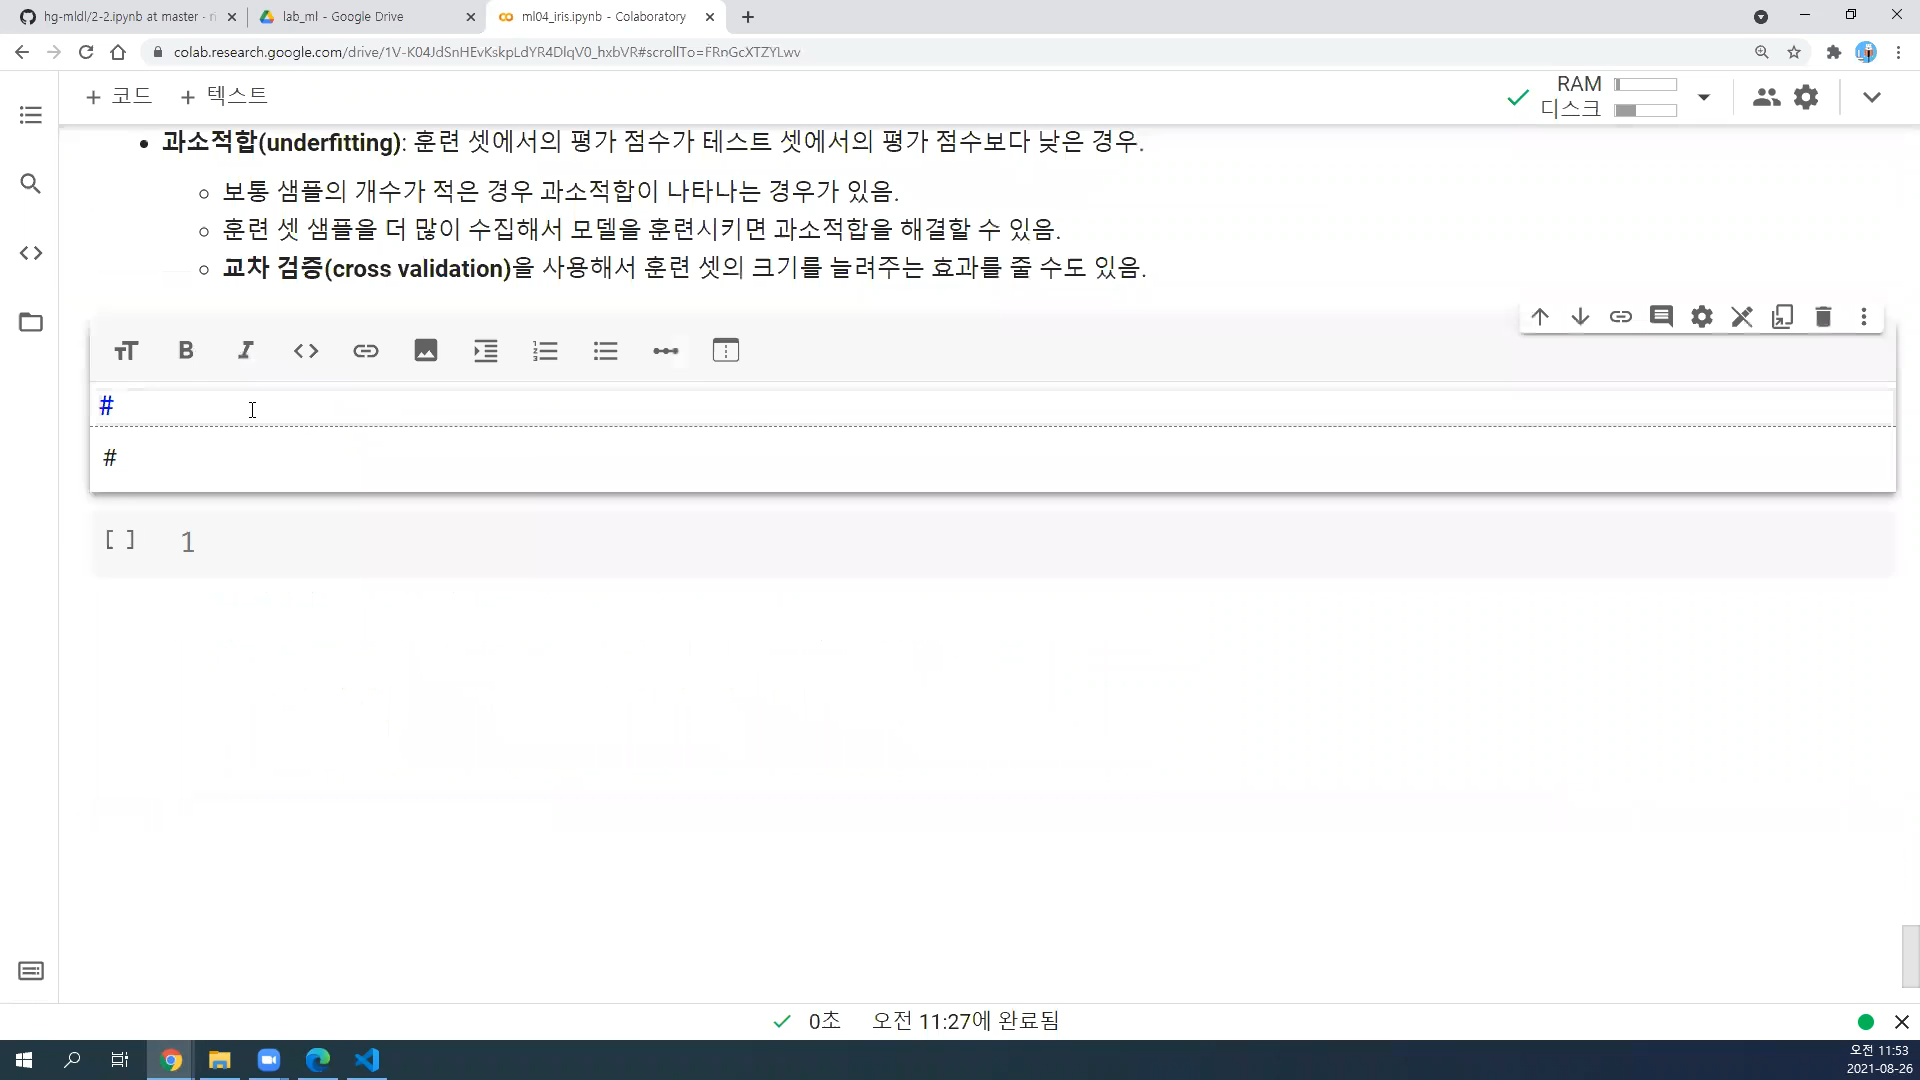 hg-mldl/2-2.ipynb at master - ri
lab_ml - Google Drive
ml04_iris.ipynb - Colaboratory
colab.research.google.com/drive/1V-K04JdSnHEvKskpLdYR4DlqV0_hxbVR#scrollTo=FRnGcXTZYLwv
+ 코드 + 텍스트
RAM
디스크
과소적합(underfitting): 훈련 셋에서의 평가 점수가 테스트 셋에서의 평가 점수보다 낮은 경우.
보통 샘플의 개수가 적은 경우 과소적합이 나타나는 경우가 있음.
훈련 셋 샘플을 더 많이 수집해서 모델을 훈련시키면 과소적합을 해결할 수 있음.
교차 검증(cross validation)을 사용해서 훈련 셋의 크기를 늘려주는 효과를 줄 수도 있음.
#
#
[ ] 1
0초 오전 11:27에 완료됨
오전 11:53
2021-08-26